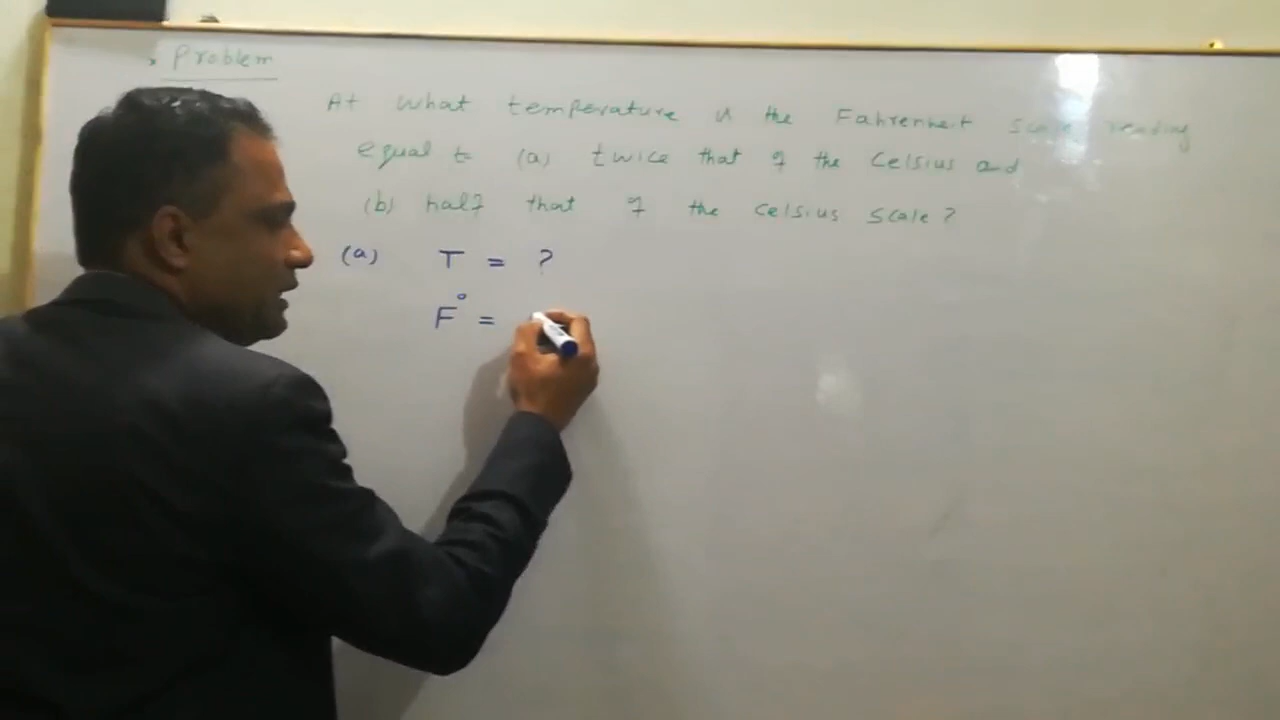 Problem
At what temperature is the Fahrenheit scale reading
equal to (a) twice that of the Celsius and
(b) half that of the Celsius scale?
(a) T = ?
F° =